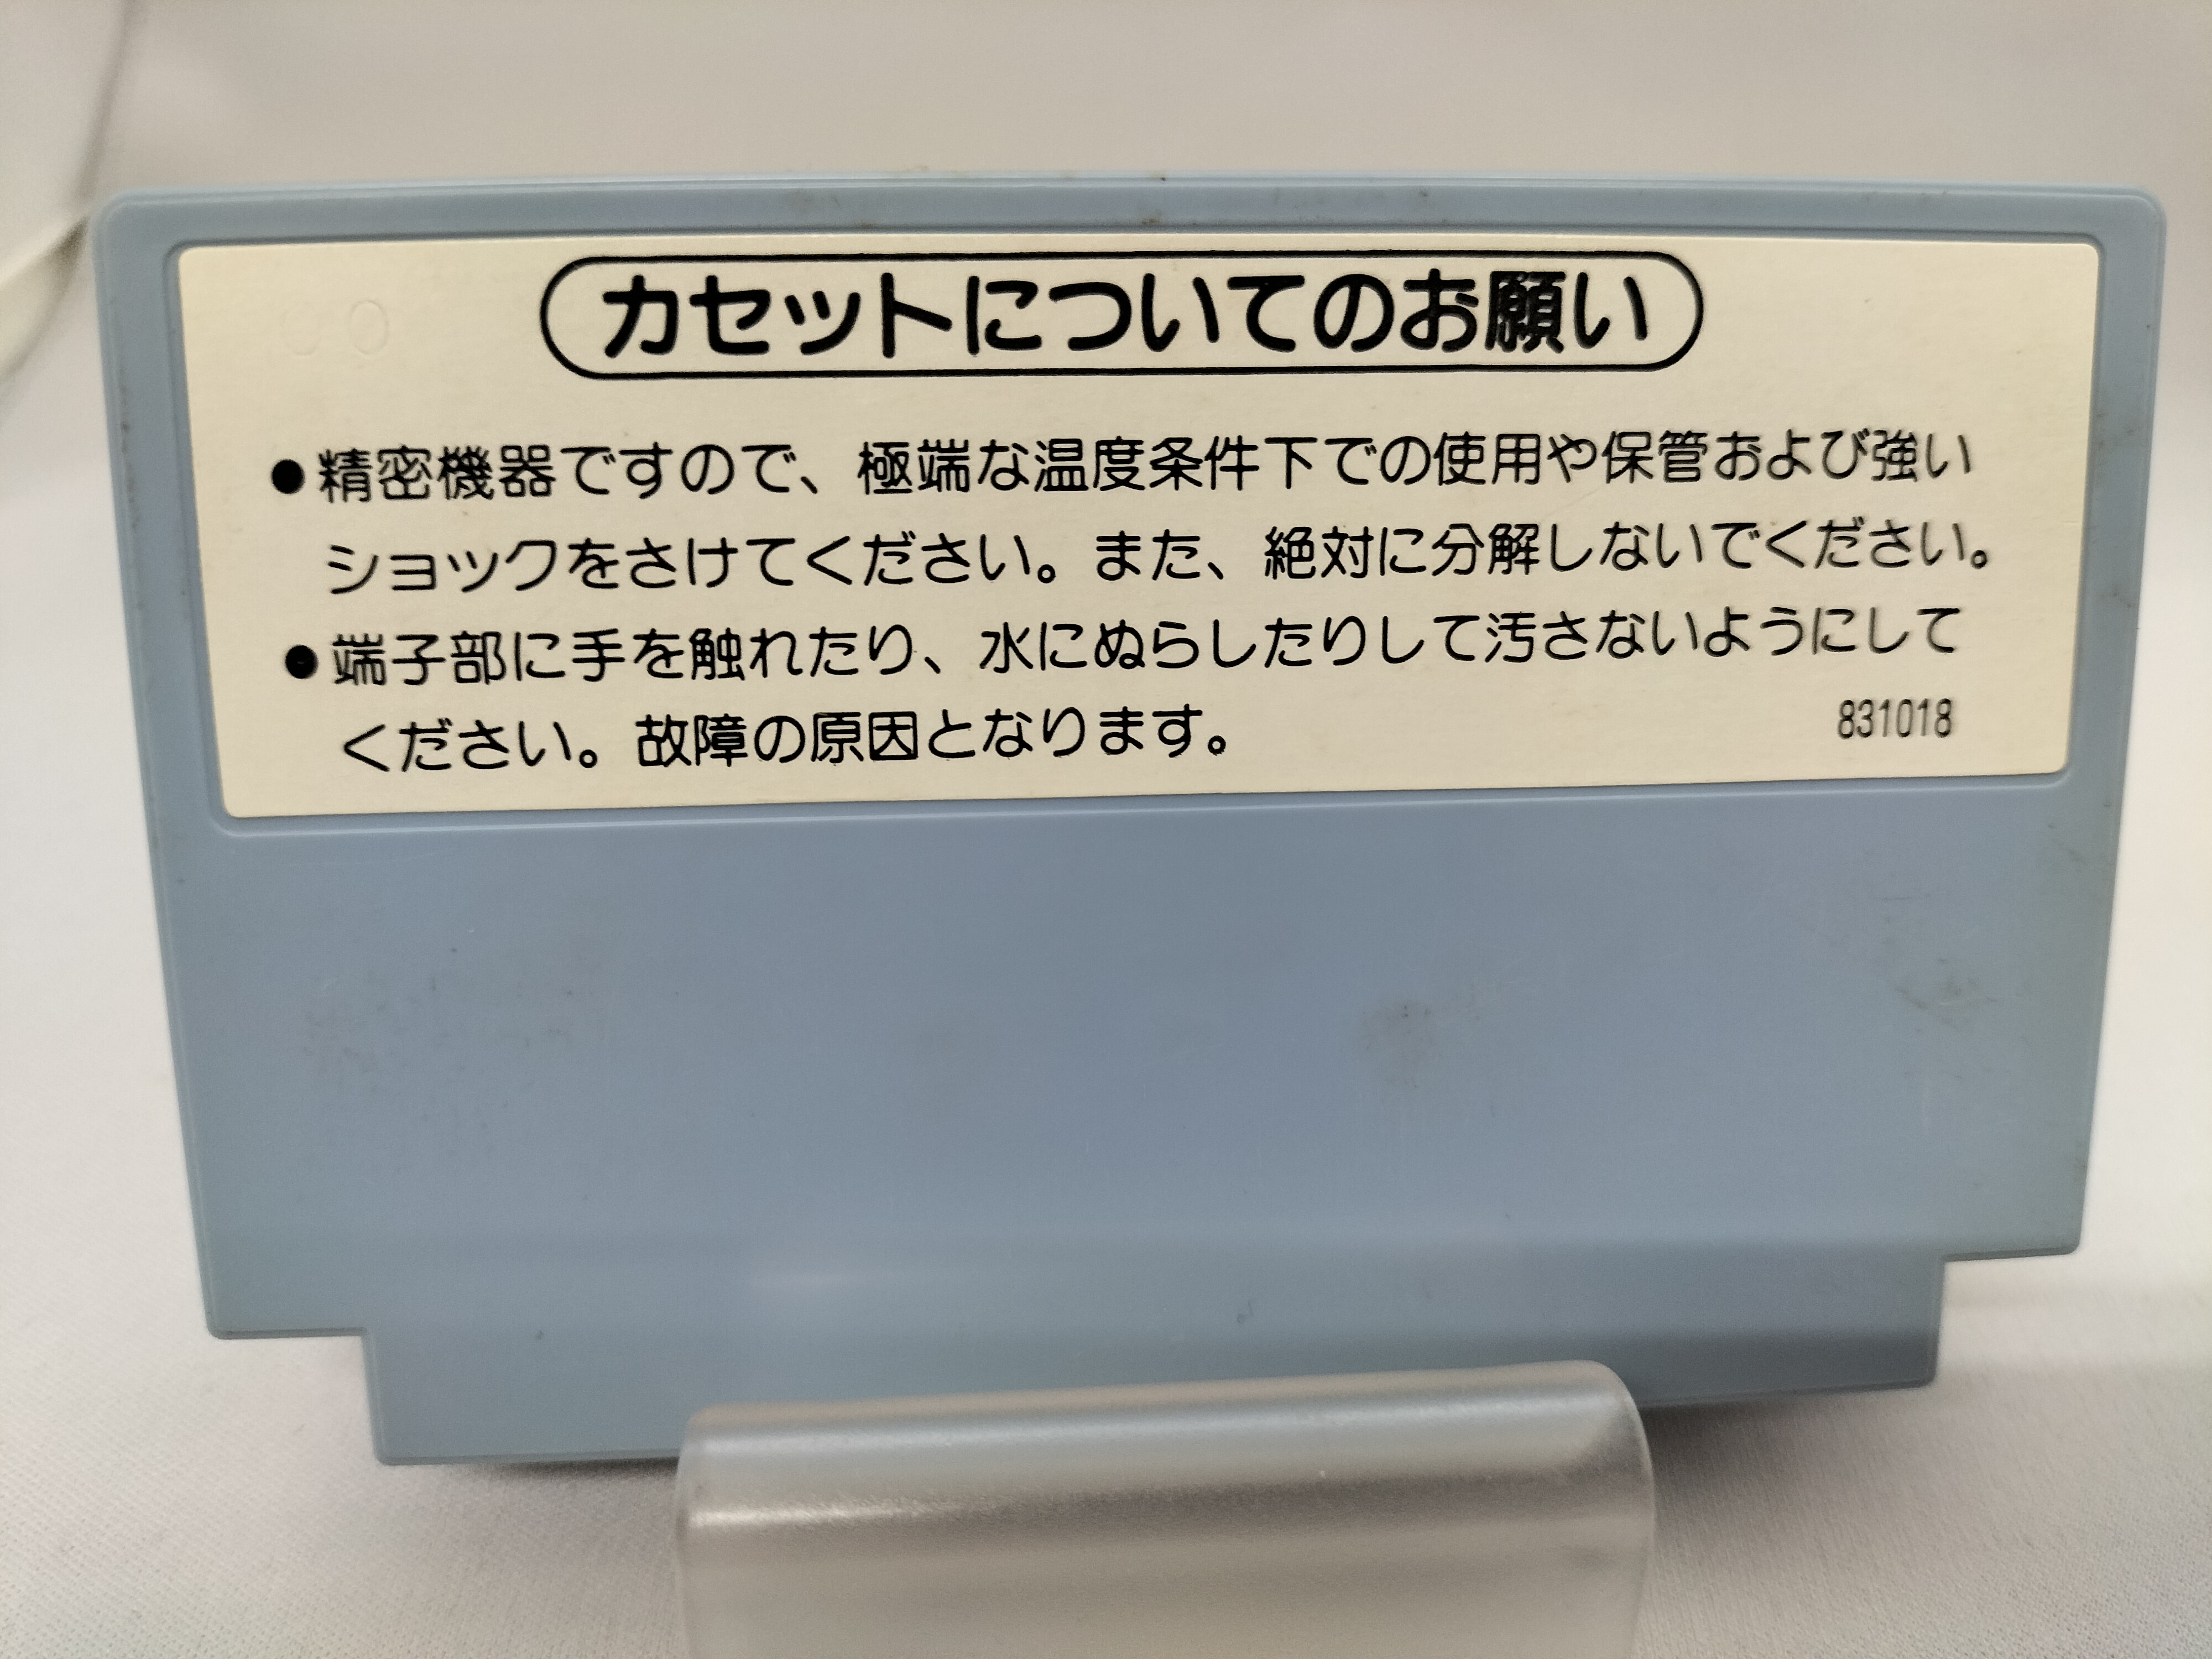 カセットについてのお願い
●精密機器ですので、極端な温度条件下での使用や保管および強い
ショックをさけてください。また、絶対に分解しないでください。
●端子部に手を触れたり、水にぬらしたりして汚さないようにして
ください。故障の原因となります。
831018